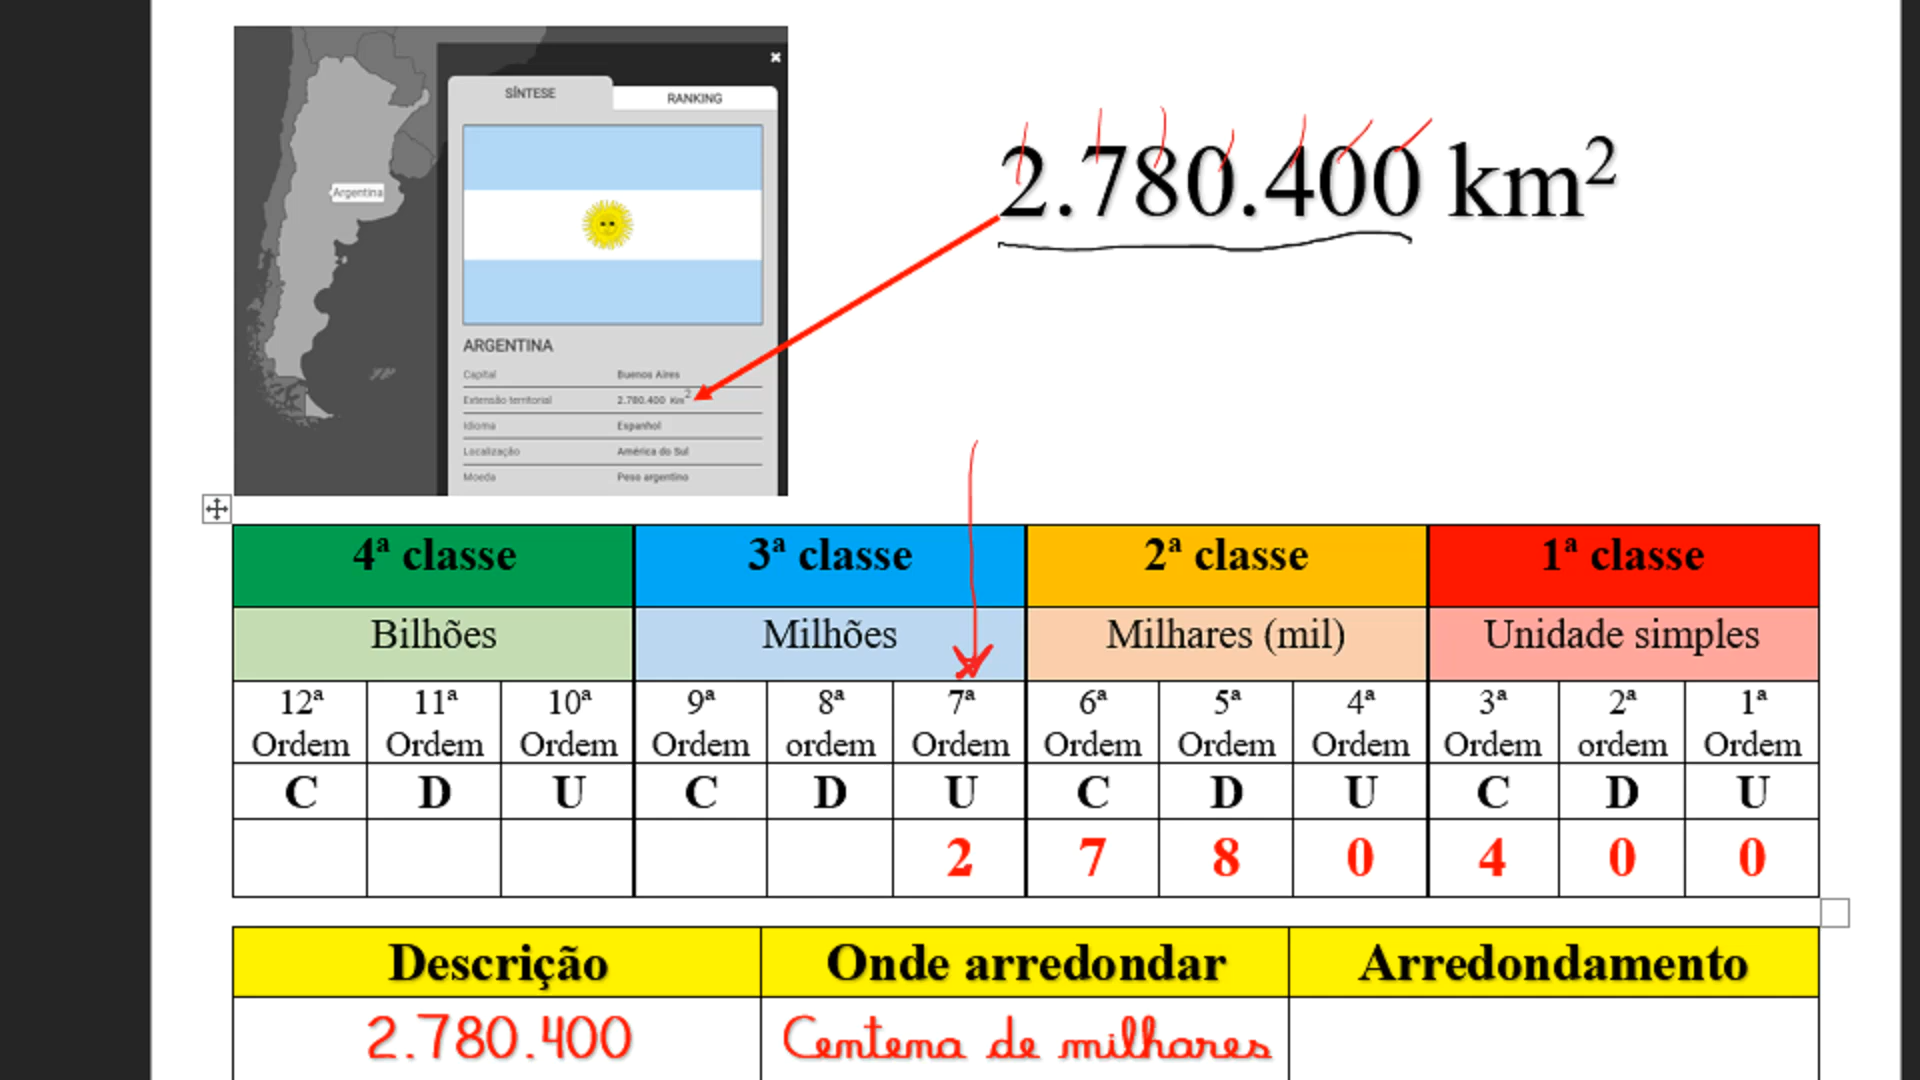 SÍNTESE RANKING
Argentina
ARGENTINA
Capital Buenos Aires
Extensão territorial 2.780.400 Km2
Idioma Espanhol
Localização América do Sul
Moeda Peso argentino
2.780.400 km²
4ª classe 3ª classe 2ª classe 1ª classe
Bilhões Milhões Milhares (mil) Unidade simples
12ª 11ª 10ª 9ª 8ª 7ª 6ª 5ª 4ª 3ª 2ª 1ª
Ordem Ordem Ordem Ordem ordem Ordem Ordem Ordem Ordem Ordem ordem Ordem
C D U C D U C D U C D U
2 7 8 0 4 0 0
Descrição Onde arredondar Arredondamento
2.780.400 Centena de milhares